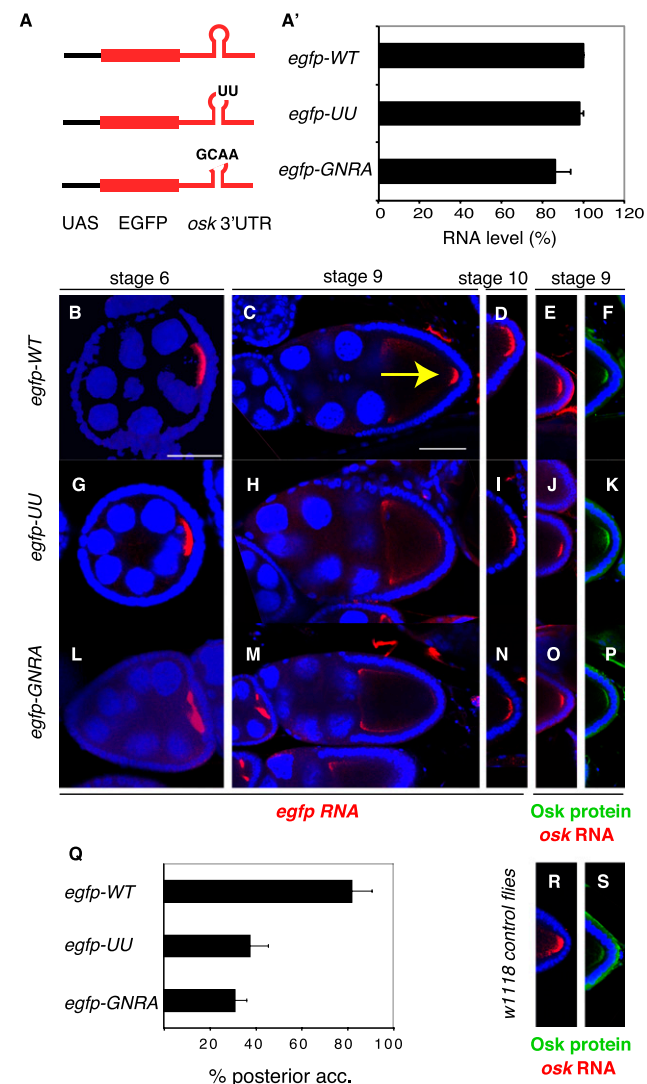 A
UU
GCAA
UAS EGFP osk 3'UTR
A'
egfp-WT
egfp-UU
egfp-GNRA
0 20 40 60 80 100 120
RNA level (%)
stage 6 stage 9 stage 10 stage 9
egfp-WT
B C D E F
egfp-UU
G H I J K
egfp-GNRA
L M N O P
egfp RNA
Osk protein
osk RNA
Q
egfp-WT
egfp-UU
egfp-GNRA
20 40 60 80 100
% posterior acc.
w1118 control flies
R S
Osk protein
osk RNA